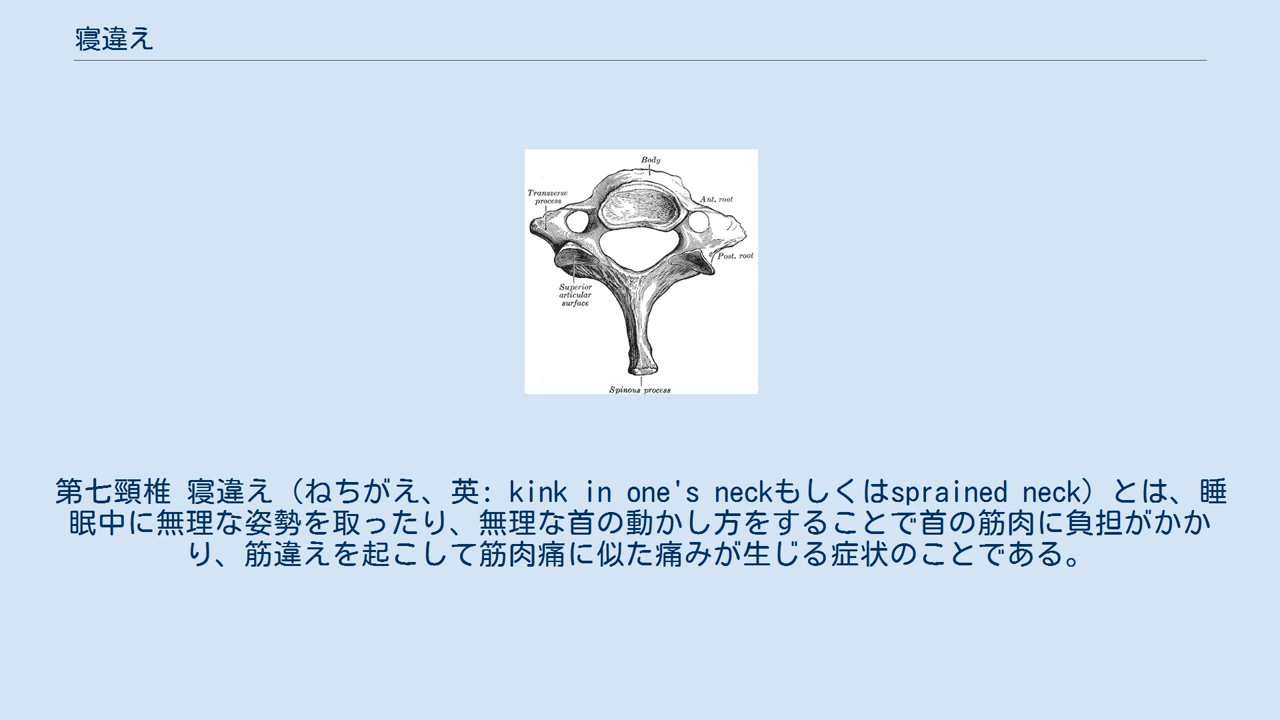 寝違え
Body
Transverse
process
Ant. root
Post. root
Superior
articular
surface
Spinous process
第七頸椎 寝違え（ねちがえ、英: kink in one's neckもしくはsprained neck）とは、睡
眠中に無理な姿勢を取ったり、無理な首の動かし方をすることで首の筋肉に負担がかか
り、筋違えを起こして筋肉痛に似た痛みが生じる症状のことである。